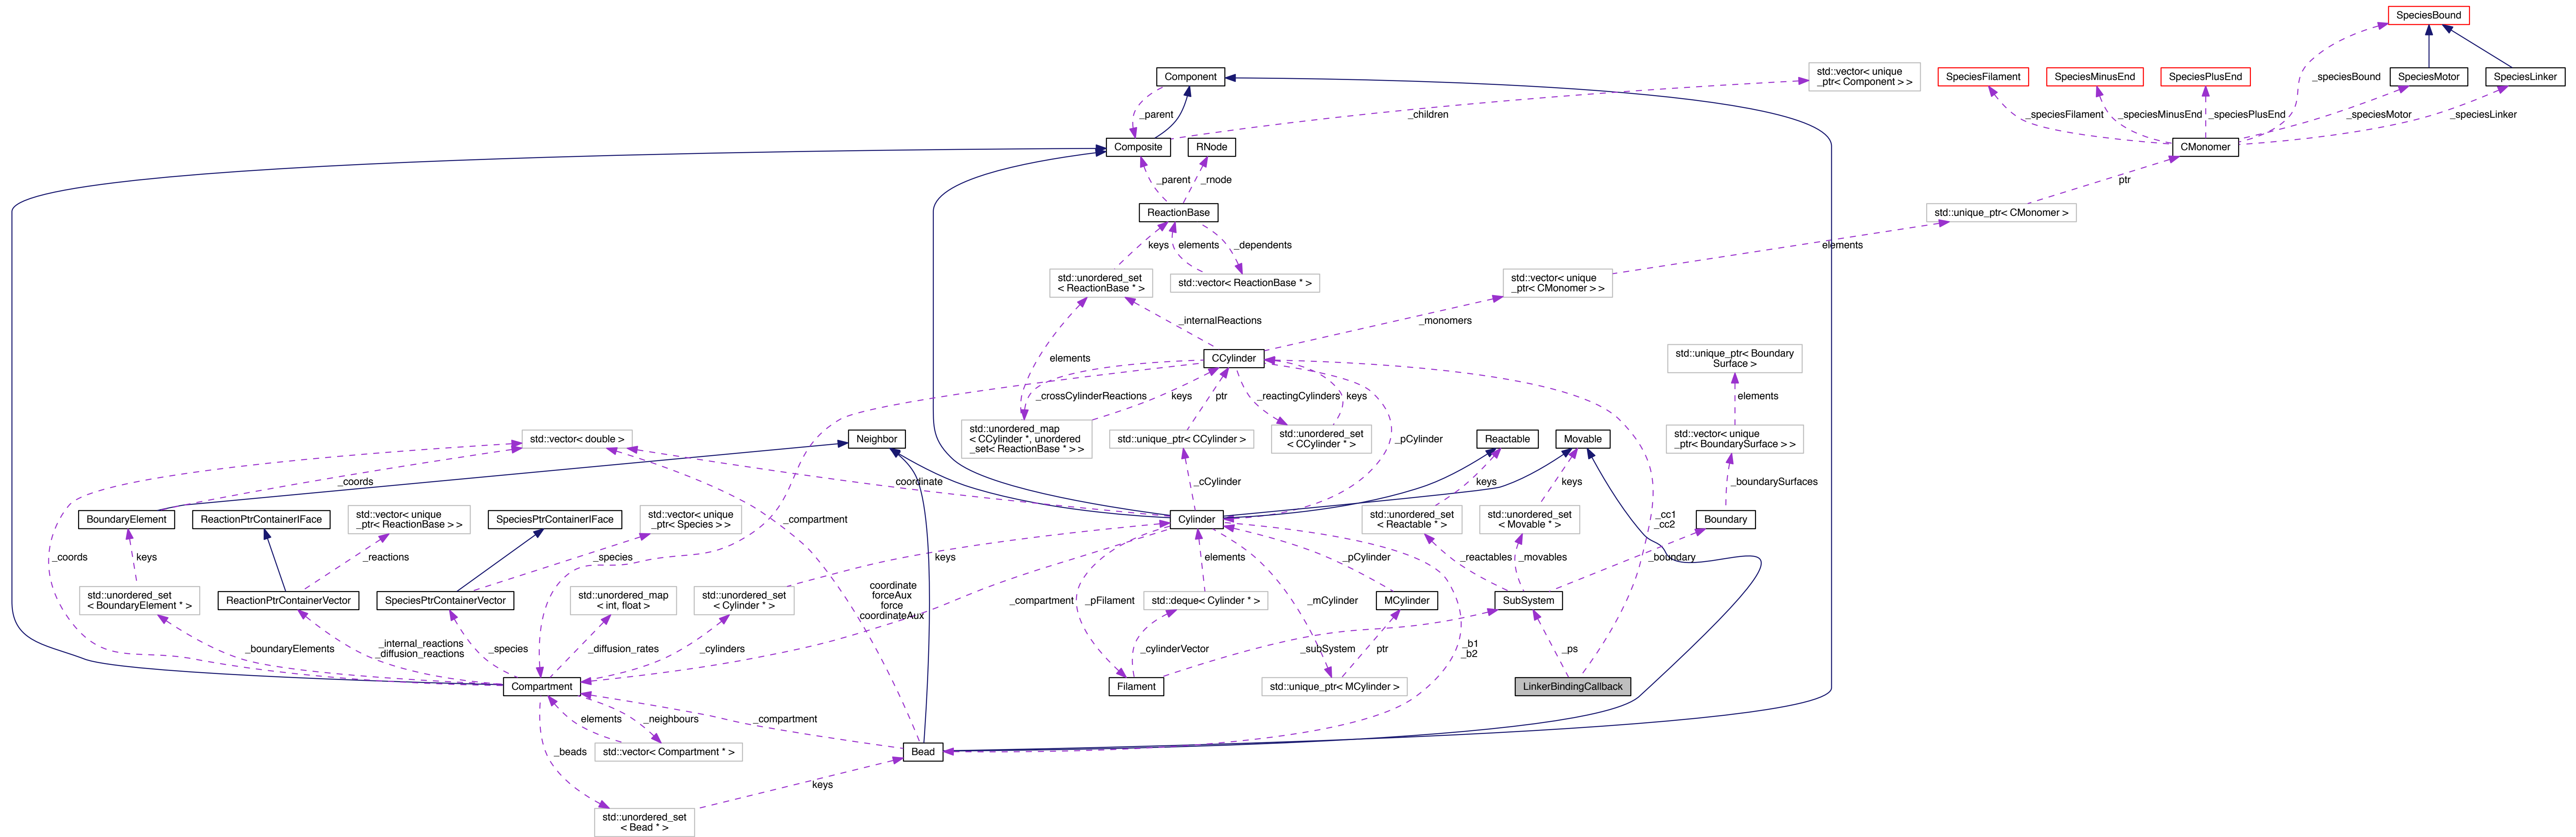 SpeciesBound
Component
std::vector< unique
_ptr< Component > >
SpeciesFilament
SpeciesMinusEnd
SpeciesPlusEnd
_speciesBound
SpeciesMotor
SpeciesLinker
_parent
_children
_speciesFilament
_speciesMinusEnd
_speciesPlusEnd
_speciesMotor
_speciesLinker
Composite
RNode
CMonomer
_parent
_rnode
ptr
ReactionBase
std::unique_ptr< CMonomer >
keys
elements
_dependents
elements
std::unordered_set
< ReactionBase * >
std::vector< ReactionBase * >
std::vector< unique
_ptr< CMonomer > >
_internalReactions
_monomers
elements
CCylinder
std::unique_ptr< Boundary
Surface >
_crossCylinderReactions
keys
ptr
_reactingCylinders
keys
elements
std::vector< double >
Neighbor
std::unordered_map
< CCylinder *, unordered
_set< ReactionBase * > >
std::unique_ptr< CCylinder >
std::unordered_set
< CCylinder * >
_pCylinder
Reactable
Movable
std::vector< unique
_ptr< BoundarySurface > >
_coords
coordinate
_cCylinder
keys
keys
_boundarySurfaces
BoundaryElement
ReactionPtrContainerIFace
std::vector< unique
_ptr< ReactionBase > >
SpeciesPtrContainerIFace
std::vector< unique
_ptr< Species > >
_compartment
Cylinder
std::unordered_set
< Reactable * >
std::unordered_set
< Movable * >
_cc1
_cc2
Boundary
_coords
keys
_reactions
_species
keys
elements
_pCylinder
_reactables
_movables
_boundary
std::unordered_set
< BoundaryElement * >
ReactionPtrContainerVector
SpeciesPtrContainerVector
std::unordered_map
< int, float >
std::unordered_set
< Cylinder * >
coordinate
forceAux
force
coordinateAux
_compartment
_pFilament
std::deque< Cylinder * >
_mCylinder
MCylinder
SubSystem
_boundaryElements
_internal_reactions
_diffusion_reactions
_species
_diffusion_rates
_cylinders
_cylinderVector
_subSystem
ptr
_b1
_b2
_ps
Compartment
Filament
std::unique_ptr< MCylinder >
LinkerBindingCallback
elements
_neighbours
_compartment
_beads
std::vector< Compartment * >
Bead
keys
std::unordered_set
< Bead * >